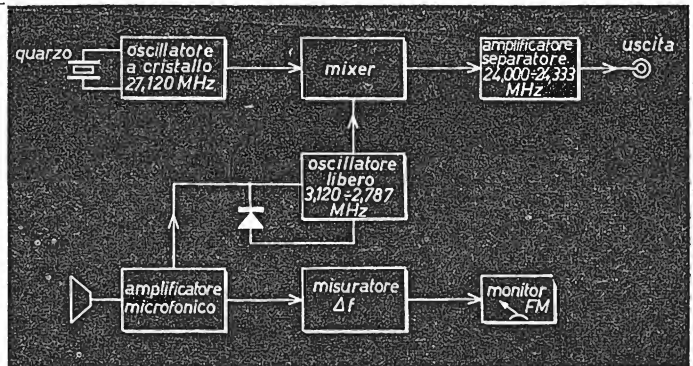 quarzo
oscillatore
a cristallo
27,120 MHz
mixer
amplificatore
separatore
24,000÷24,333
MHz
uscita
oscillatore
libero
3,120÷2,787
MHz
amplificatore
microfonico
misuratore
Δf
monitor
FM